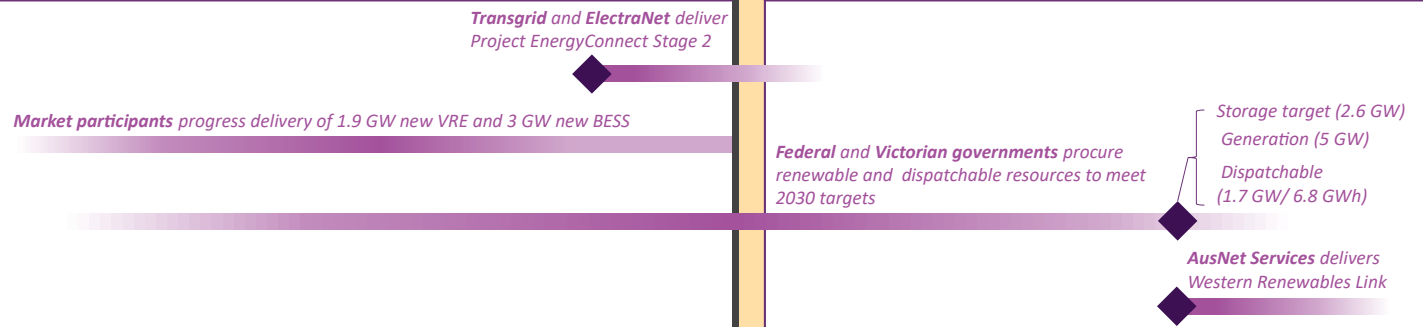 Transgrid and ElectraNet deliver
Project EnergyConnect Stage 2
Market participants progress delivery of 1.9 GW new VRE and 3 GW new BESS
Federal and Victorian governments procure
renewable and dispatchable resources to meet
2030 targets
Storage target (2.6 GW)
Generation (5 GW)
Dispatchable
(1.7 GW/ 6.8 GWh)
AusNet Services delivers
Western Renewables Link